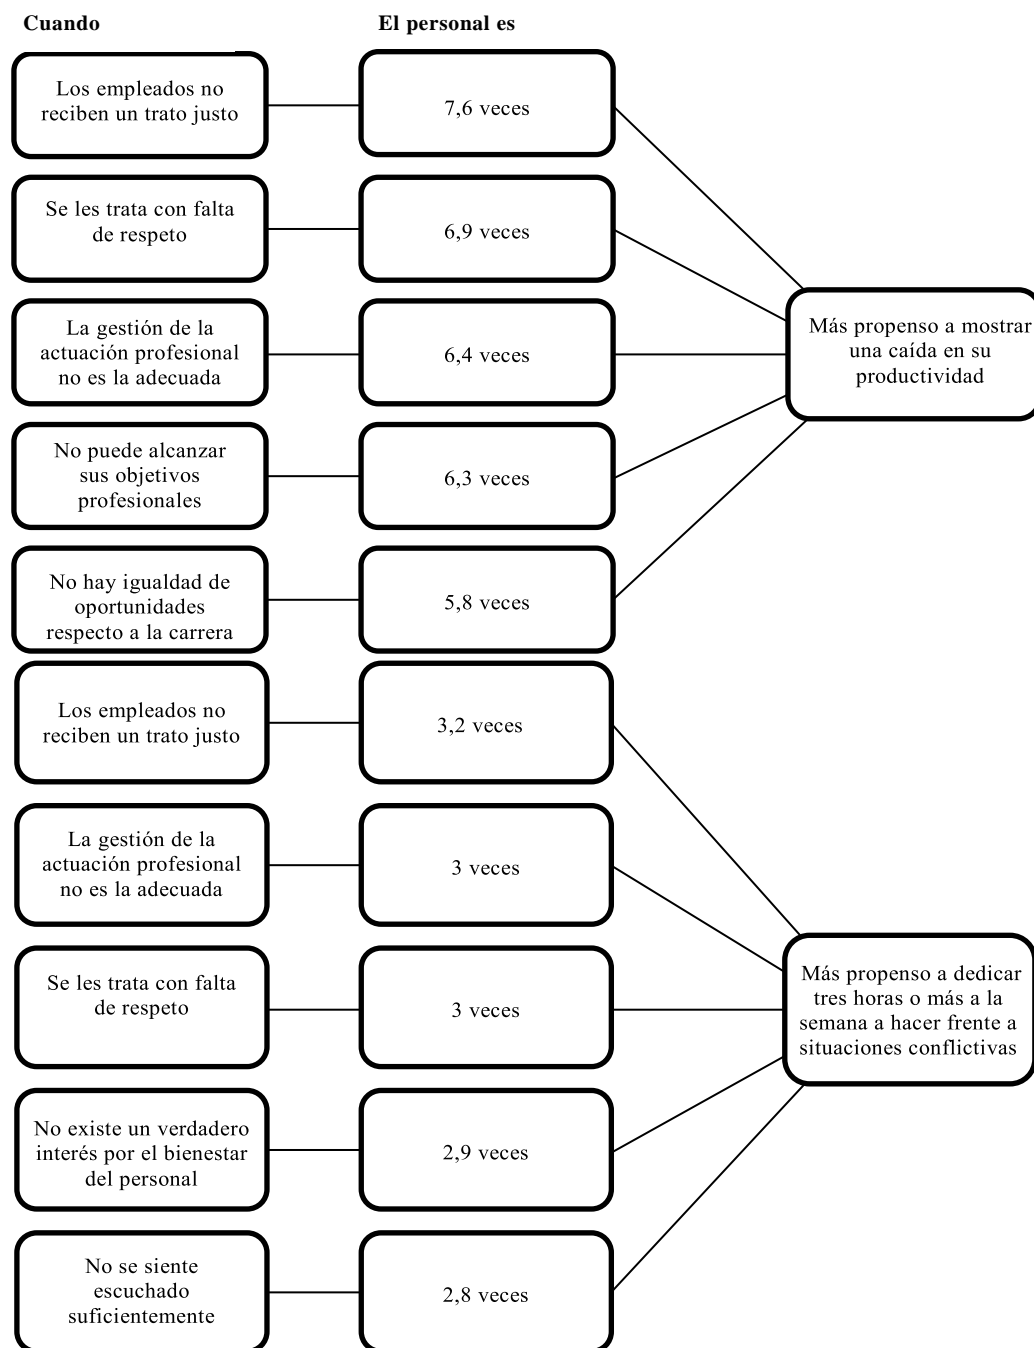 Cuando
El personal es
Los empleados no
reciben un trato justo
7,6 veces
Se les trata con falta
de respeto
6,9 veces
La gestión de la
actuación profesional
no es la adecuada
6,4 veces
No puede alcanzar
sus objetivos
profesionales
6,3 veces
No hay igualdad de
oportunidades
respecto a la carrera
5,8 veces
Más propenso a mostrar
una caída en su
productividad
Los empleados no
reciben un trato justo
3,2 veces
La gestión de la
actuación profesional
no es la adecuada
3 veces
Se les trata con falta
de respeto
3 veces
No existe un verdadero
interés por el bienestar
del personal
2,9 veces
No se siente
escuchado
suficientemente
2,8 veces
Más propenso a dedicar
tres horas o más a la
semana a hacer frente a
situaciones conflictivas